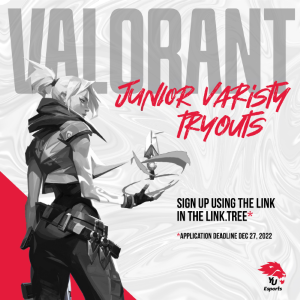 VALORANT
JUNIOR VARISTY
TRYOUTS
SIGN UP USING THE LINK
IN THE LINK.TREE*
*APPLICATION DEADLINE DEC 27, 2022
YU
Esports